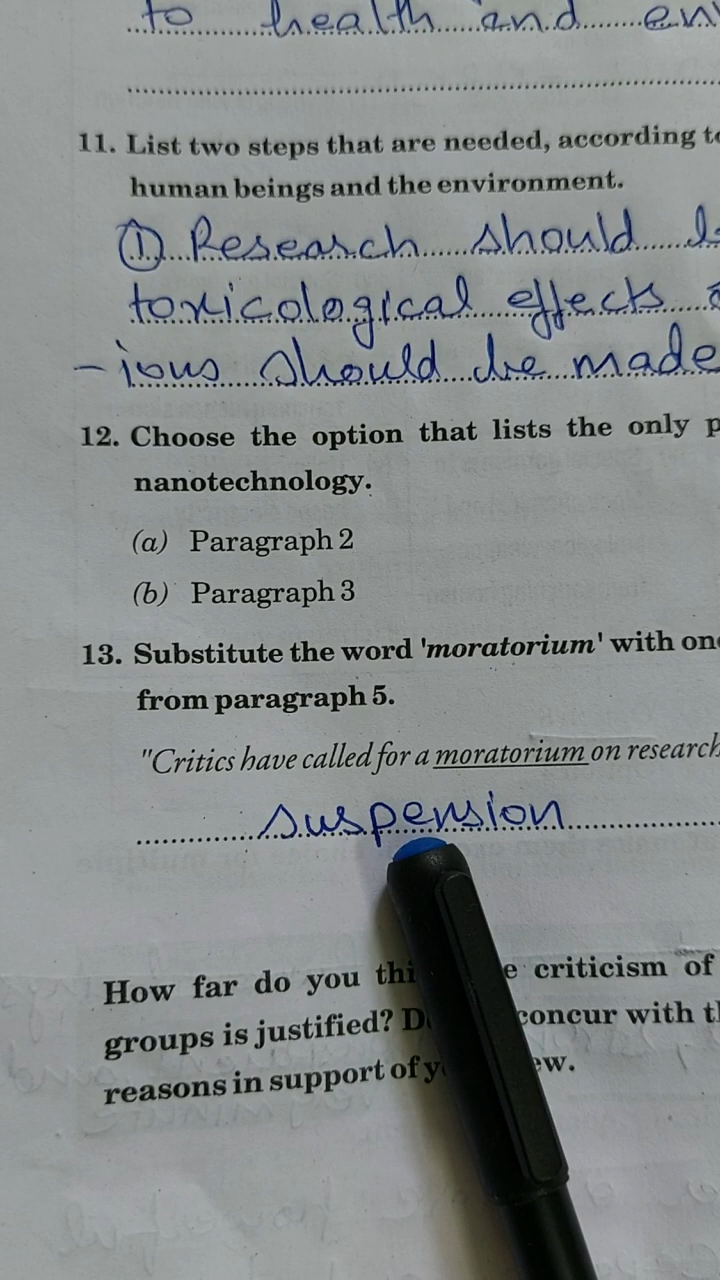 to health and
11. List two steps that are needed, according to
human beings and the environment.
① Research should
toxicological effects
-ious should be made
12. Choose the option that lists the only
nanotechnology.
(a) Paragraph 2
(b) Paragraph 3
13. Substitute the word 'moratorium' with one
from paragraph 5.
"Critics have called for a moratorium on research
suspension
How far do you criticism of
groups is justified? concur with
reasons in support of